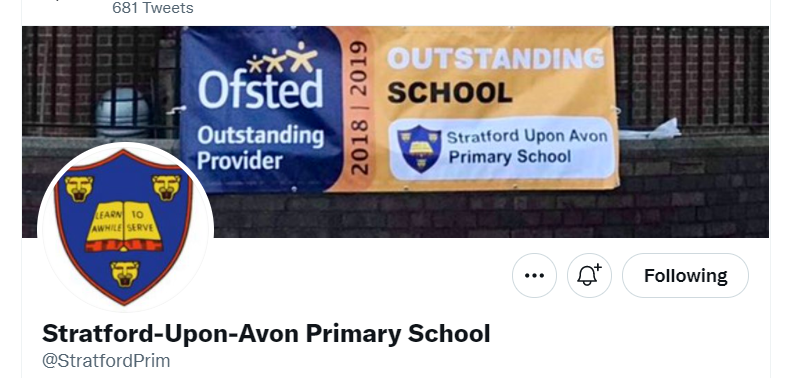 681 Tweets
Ofsted
Outstanding
Provider
2018 | 2019
OUTSTANDING
SCHOOL
Stratford Upon Avon
Primary School
LEARN TO
AWHILE SERVE
Following
Stratford-Upon-Avon Primary School
@StratfordPrim